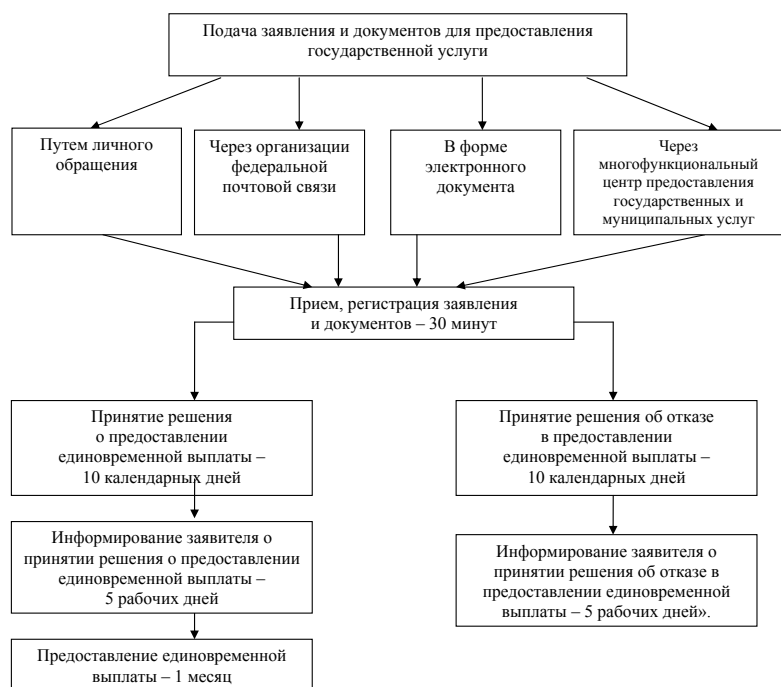 Подача заявления и документов для предоставления
государственной услуги
Путем личного
обращения
Через организации
федеральной
почтовой связи
В форме
электронного
документа
Через
многофункциональный
центр предоставления
государственных и
муниципальных услуг
Прием, регистрация заявления
и документов – 30 минут
Принятие решения
о предоставлении
единовременной выплаты –
10 календарных дней
Принятие решения об отказе
в предоставлении
единовременной выплаты –
10 календарных дней
Информирование заявителя о
принятии решения о предоставлении
единовременной выплаты –
5 рабочих дней
Информирование заявителя о
принятии решения об отказе в
предоставлении единовременной
выплаты – 5 рабочих дней».
Предоставление единовременной
выплаты – 1 месяц